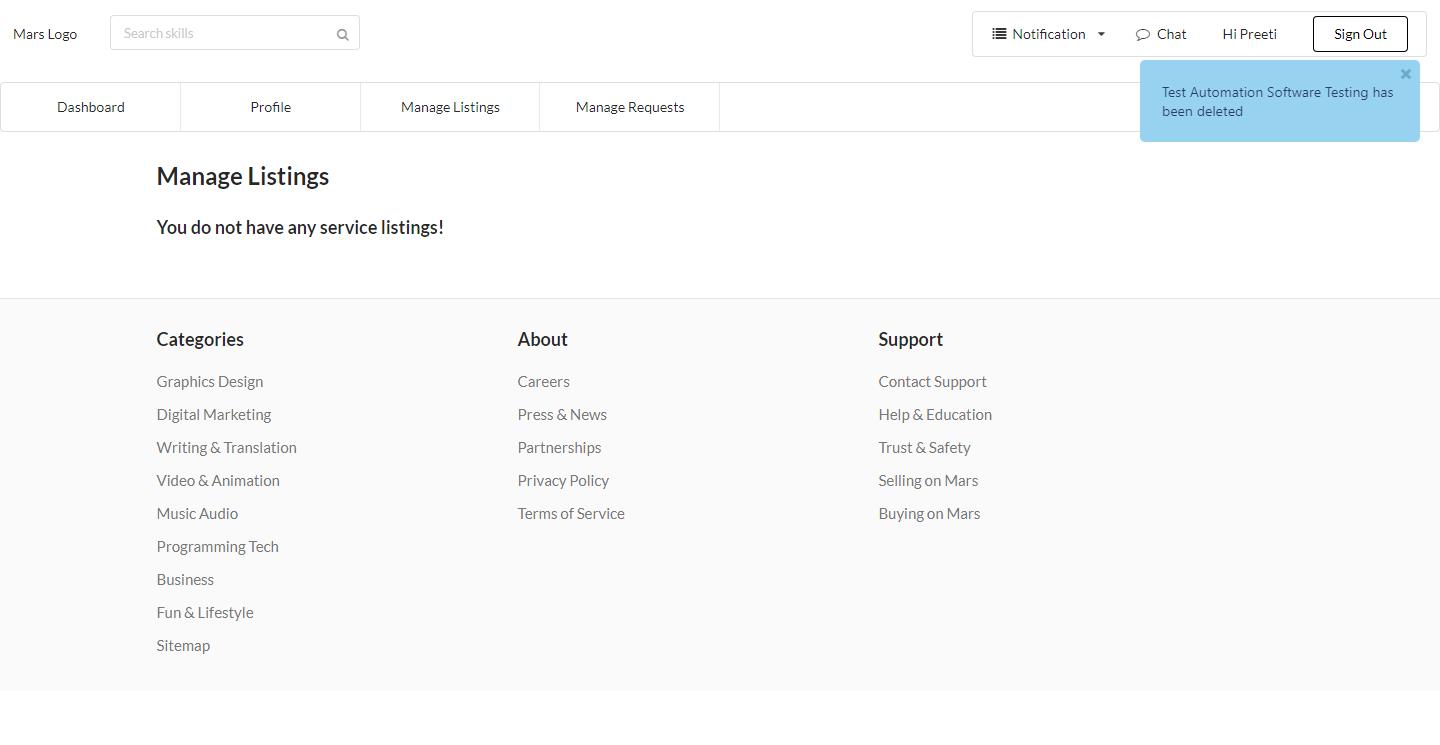 Mars Logo
Search skills
Notification
Chat
Hi Preeti
Sign Out
Test Automation Software Testing has
been deleted
Dashboard
Profile
Manage Listings
Manage Requests
Manage Listings
You do not have any service listings!
Categories
Graphics Design
Digital Marketing
Writing & Translation
Video & Animation
Music Audio
Programming Tech
Business
Fun & Lifestyle
Sitemap
About
Careers
Press & News
Partnerships
Privacy Policy
Terms of Service
Support
Contact Support
Help & Education
Trust & Safety
Selling on Mars
Buying on Mars